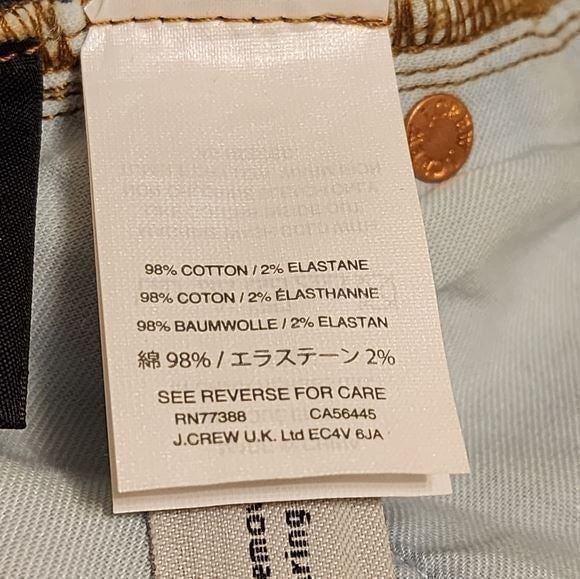 98% COTTON / 2% ELASTANE
98% COTON / 2% ÉLASTHANNE
98% BAUMWOLLE / 2% ELASTAN
綿 98% / エラステーン 2%
SEE REVERSE FOR CARE
RN77388 CA56445
J.CREW U.K. Ltd EC4V 6JA